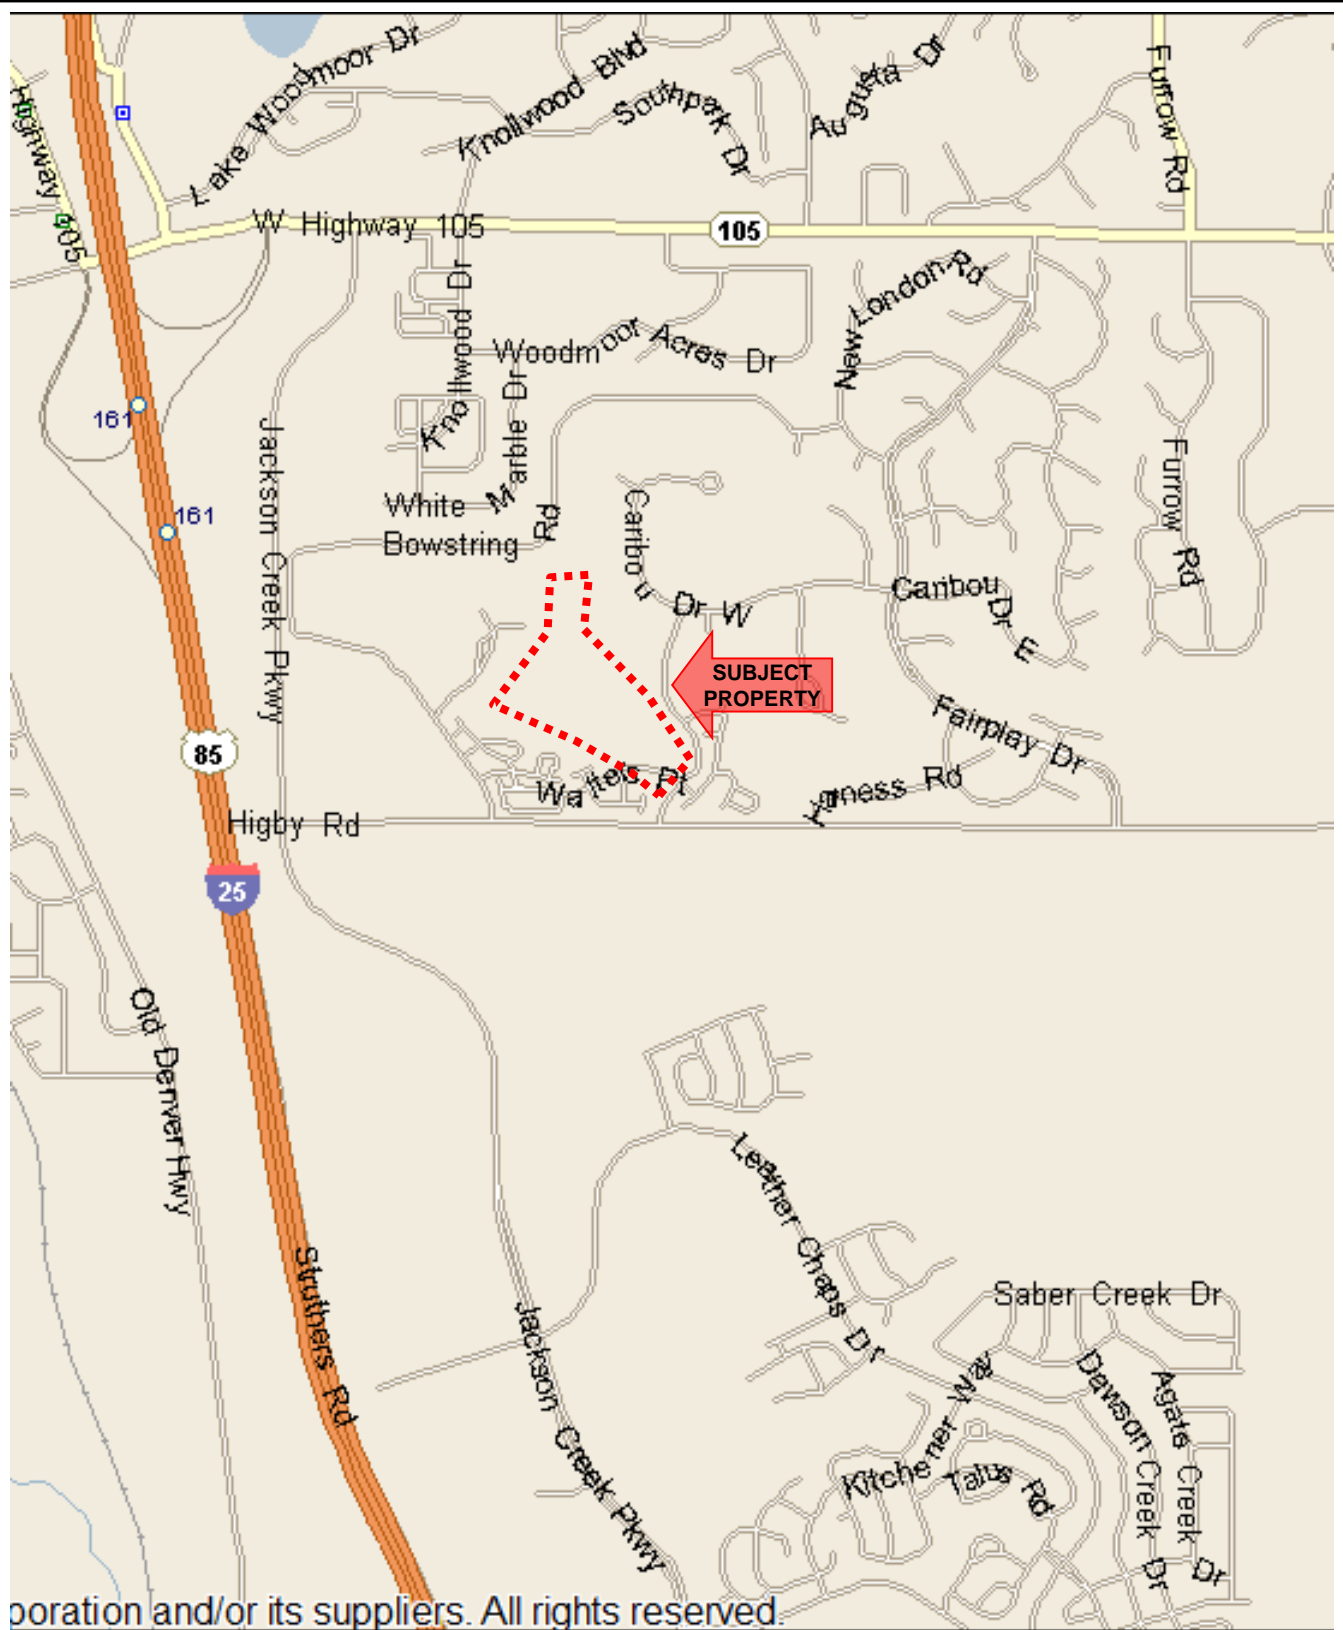 Lake Woodmoor Dr
Knollwood Blvd
Southpark Dr
Augusta Dr
Furrow Rd
Highway 105
W Highway 105
105
Knollwood Dr
Woodmoor Acres Dr
New London Rd
161
Jackson Creek Pkwy
White Marble Dr
Furrow Rd
161
Bowstring Rd
Caribou Dr W
Caribou Dr E
SUBJECT
PROPERTY
Fairplay Dr
85
Higby Rd
25
Old Denver Hwy
Leather Chaps Dr
Struthers Rd
Jackson Creek Pkwy
Saber Creek Dr
Kitchener Way
Talus Rd
Dawson Creek Dr
Agate Creek Dr
poration and/or its suppliers. All rights reserved.